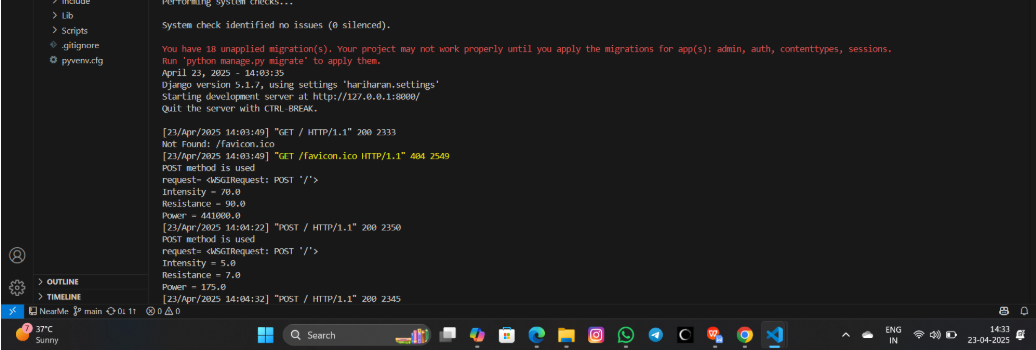 Include
Lib
Scripts
.gitignore
pyvenv.cfg
OUTLINE
TIMELINE
Performing system checks...
System check identified no issues (0 silenced).
You have 18 unapplied migration(s). Your project may not work properly until you apply the migrations for app(s): admin, auth, contenttypes, sessions.
Run 'python manage.py migrate' to apply them.
April 23, 2025 - 14:03:35
Django version 5.1.7, using settings 'hariharan.settings'
Starting development server at http://127.0.0.1:8000/
Quit the server with CTRL-BREAK.
[23/Apr/2025 14:03:49] "GET / HTTP/1.1" 200 2333
Not Found: /favicon.ico
[23/Apr/2025 14:03:49] "GET /favicon.ico HTTP/1.1" 404 2549
POST method is used
request= <WSGIRequest: POST '/'>
Intensity = 70.0
Resistance = 90.0
Power = 441000.0
[23/Apr/2025 14:04:22] "POST / HTTP/1.1" 200 2350
POST method is used
request= <WSGIRequest: POST '/'>
Intensity = 5.0
Resistance = 7.0
Power = 175.0
[23/Apr/2025 14:04:32] "POST / HTTP/1.1" 200 2345
NearMe main 0↓ 1↑ 0 0
7
37°C
Sunny
Search
ENG
IN
14:33
23-04-2025